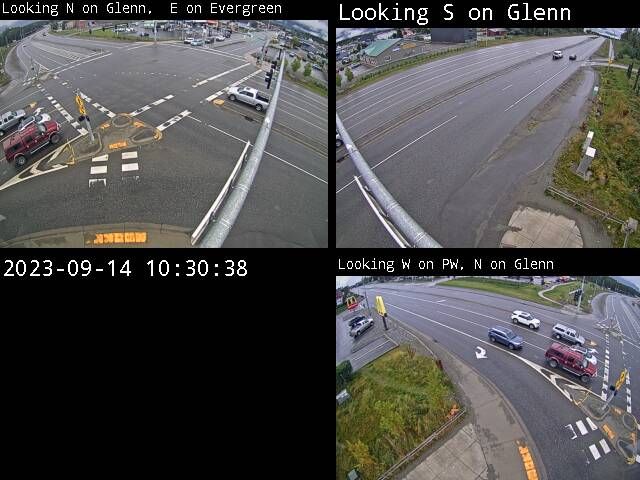 Looking N on Glenn, E on Evergreen
Looking S on Glenn
2023-09-14 10:30:38
Looking W on PW, N on Glenn